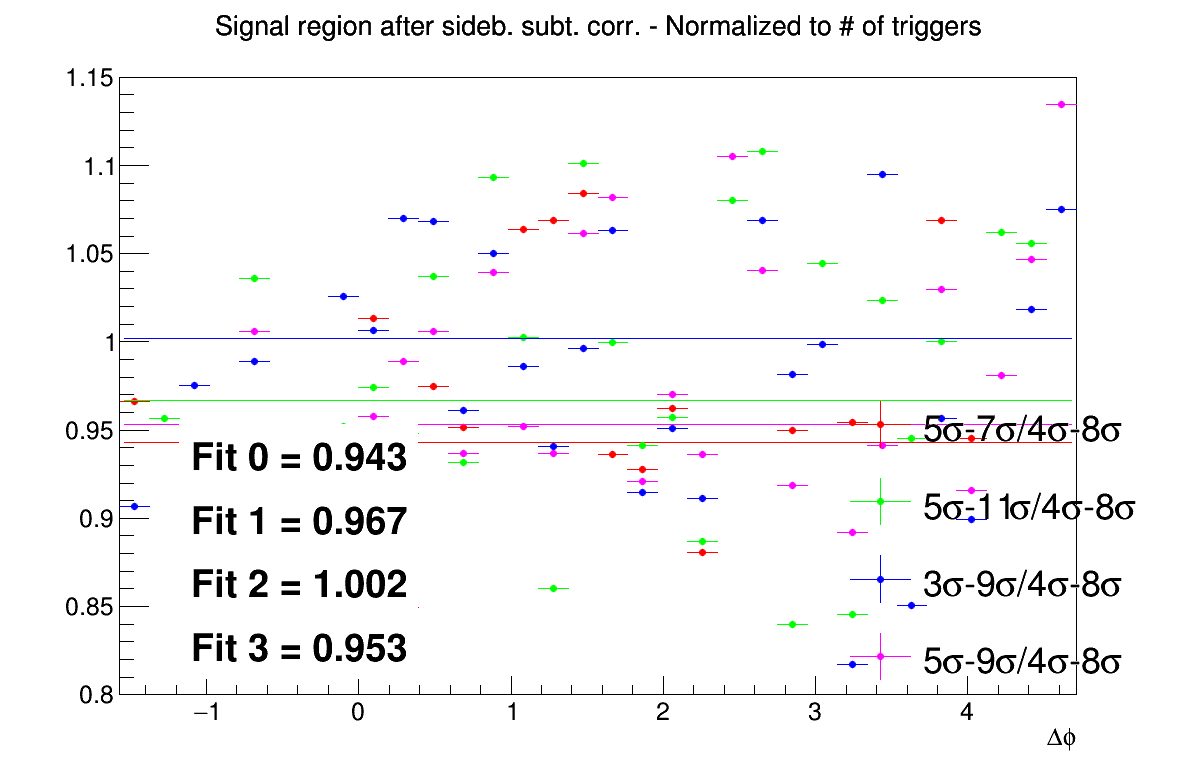 Signal region after sideb. subt. corr. - Normalized to # of triggers
1.15
1.1
1.05
1
0.95
0.9
0.85
0.8
Fit 0 = 0.943
Fit 1 = 0.967
Fit 2 = 1.002
Fit 3 = 0.953
5σ-7σ/4σ-8σ
5σ-11σ/4σ-8σ
3σ-9σ/4σ-8σ
5σ-9σ/4σ-8σ
−1 0 1 2 3 4
Δϕ